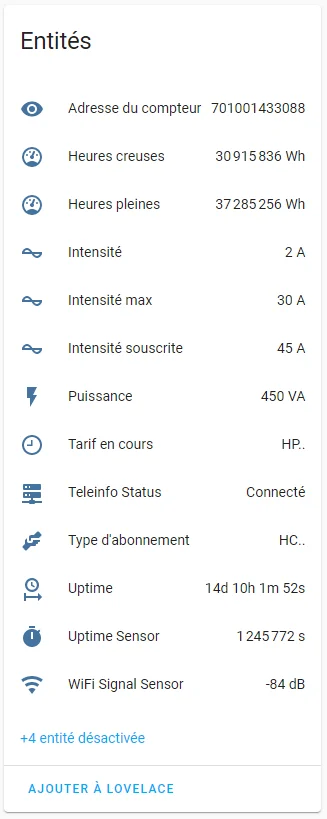 Entités
Adresse du compteur 701001433088
Heures creuses 30 915 836 Wh
Heures pleines 37 285 256 Wh
Intensité 2 A
Intensité max 30 A
Intensité souscrite 45 A
Puissance 450 VA
Tarif en cours HP..
Teleinfo Status Connecté
Type d'abonnement HC..
Uptime 14d 10h 1m 52s
Uptime Sensor 1 245 772 s
WiFi Signal Sensor -84 dB
+4 entité désactivée
AJOUTER À LOVELACE